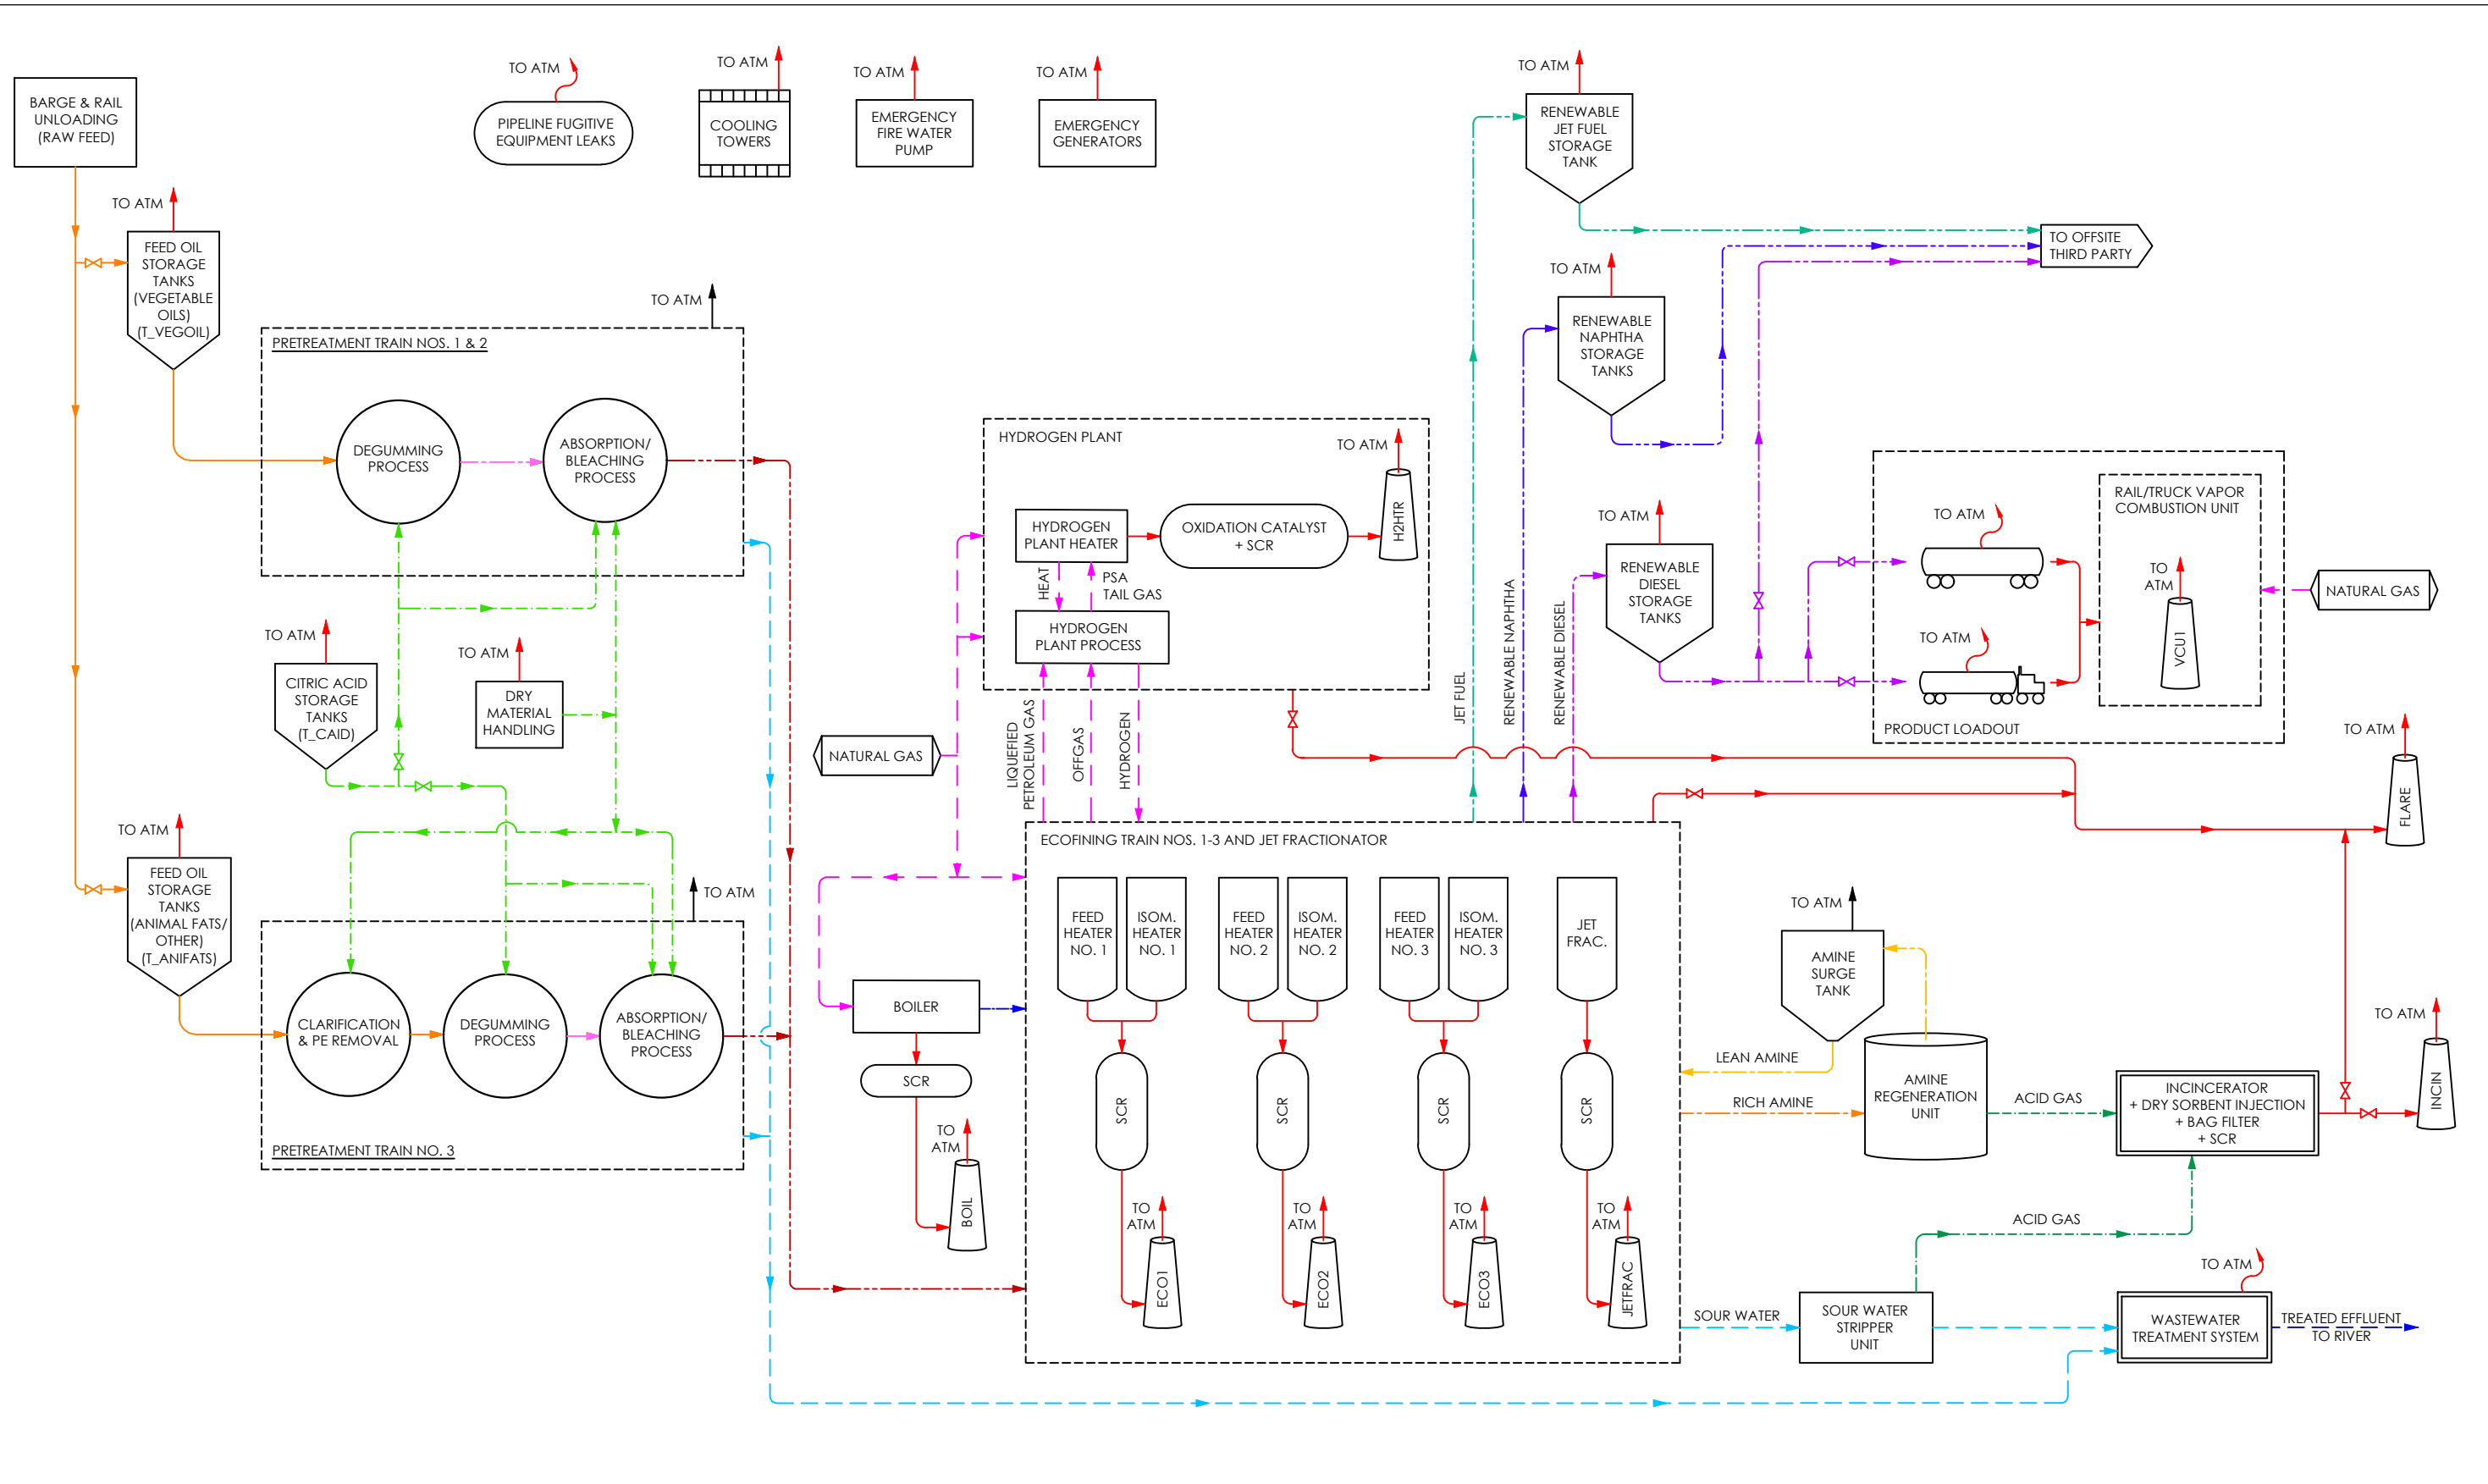 BARGE & RAIL
UNLOADING
(RAW FEED)
TO ATM
PIPELINE FUGITIVE
EQUIPMENT LEAKS
TO ATM
COOLING
TOWERS
TO ATM
EMERGENCY
FIRE WATER
PUMP
TO ATM
EMERGENCY
GENERATORS
TO ATM
RENEWABLE
JET FUEL
STORAGE
TANK
TO ATM
FEED OIL
STORAGE
TANKS
(VEGETABLE
OILS)
(T_VEGOIL)
TO OFFSITE
THIRD PARTY
TO ATM
RENEWABLE
NAPHTHA
STORAGE
TANKS
TO ATM
PRETREATMENT TRAIN NOS. 1 & 2
DEGUMMING
PROCESS
ABSORPTION/
BLEACHING
PROCESS
HYDROGEN PLANT
TO ATM
HYDROGEN
PLANT HEATER
OXIDATION CATALYST
+ SCR
H2HTR
HEAT
PSA
TAIL GAS
HYDROGEN
PLANT PROCESS
TO ATM
RENEWABLE
DIESEL
STORAGE
TANKS
RAIL/TRUCK VAPOR
COMBUSTION UNIT
TO ATM
TO
ATM
VCU1
TO ATM
PRODUCT LOADOUT
NATURAL GAS
TO ATM
CITRIC ACID
STORAGE
TANKS
(T_CAID)
TO ATM
DRY
MATERIAL
HANDLING
NATURAL GAS
LIQUEFIED
PETROLEUM GAS
OFFGAS
HYDROGEN
JET FUEL
RENEWABLE NAPHTHA
RENEWABLE DIESEL
TO ATM
FLARE
TO ATM
FEED OIL
STORAGE
TANKS
(ANIMAL FATS/
OTHER)
(T_ANIFATS)
TO ATM
CLARIFICATION
& PE REMOVAL
DEGUMMING
PROCESS
ABSORPTION/
BLEACHING
PROCESS
PRETREATMENT TRAIN NO. 3
BOILER
SCR
TO
ATM
BOIL
ECOFINING TRAIN NOS. 1-3 AND JET FRACTIONATOR
FEED
HEATER
NO. 1
ISOM.
HEATER
NO. 1
FEED
HEATER
NO. 2
ISOM.
HEATER
NO. 2
FEED
HEATER
NO. 3
ISOM.
HEATER
NO. 3
JET
FRAC.
SCR
SCR
SCR
SCR
TO
ATM
ECO1
TO
ATM
ECO2
TO
ATM
ECO3
TO
ATM
JETFRAC
TO ATM
AMINE
SURGE
TANK
LEAN AMINE
RICH AMINE
AMINE
REGENERATION
UNIT
ACID GAS
INCINCERATOR
+ DRY SORBENT INJECTION
+ BAG FILTER
+ SCR
TO ATM
INCIN
ACID GAS
TO ATM
SOUR WATER
SOUR WATER
STRIPPER
UNIT
WASTEWATER
TREATMENT SYSTEM
TREATED EFFLUENT
TO RIVER